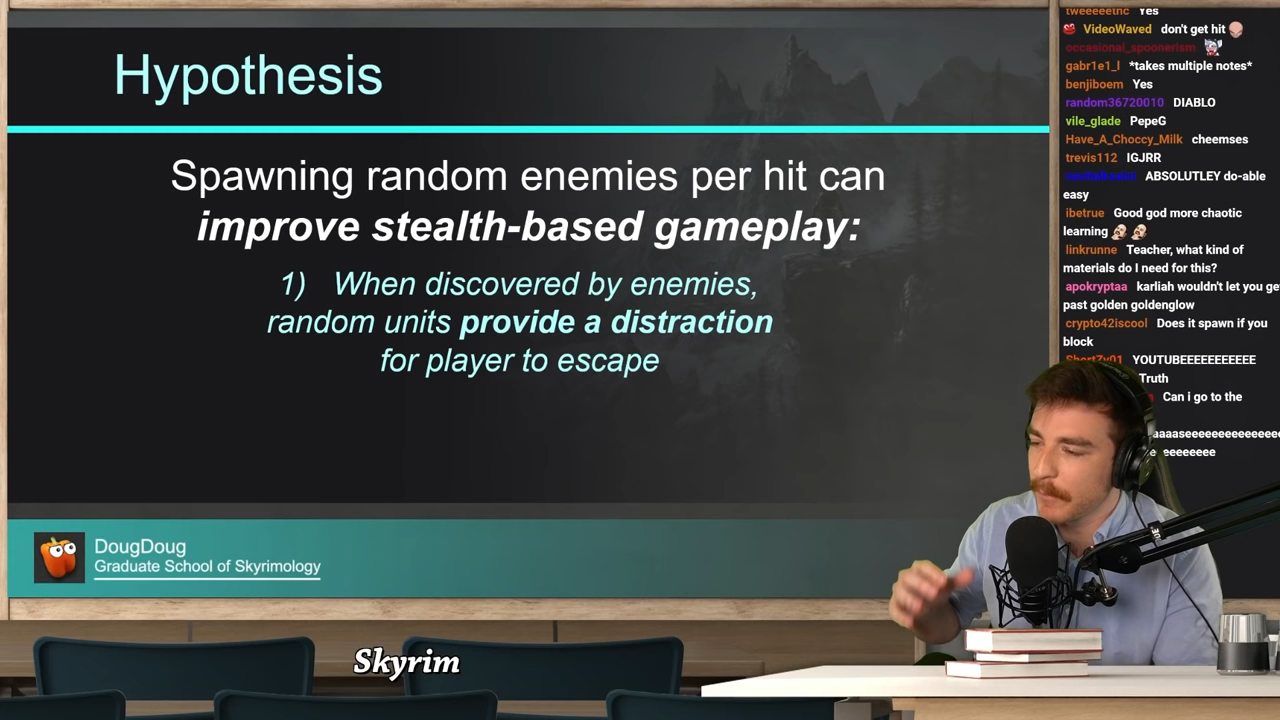 Hypothesis
Spawning random enemies per hit can
improve stealth-based gameplay:
1) When discovered by enemies,
random units provide a distraction
for player to escape
DougDoug
Graduate School of Skyrimology
Skyrim
tweeeeethc Yes
VideoWaved don't get hit
occasional_spoonerism
gabr1e1_l *takes multiple notes*
benjiboem Yes
random36720010 DIABLO
vile_glade PepeG
Have_A_Choccy_Milk cheemses
trevis112 IGJRR
ABSOLUTLEY do-able
easy
ibetrue Good god more chaotic
learning
linkrunne Teacher, what kind of
materials do I need for this?
apokryptaa karliah wouldn't let you ge
past golden goldenglow
crypto42iscool Does it spawn if you
block
ShortZy01 YOUTUBEEEEEEEEEEE
Truth
Can i go to the